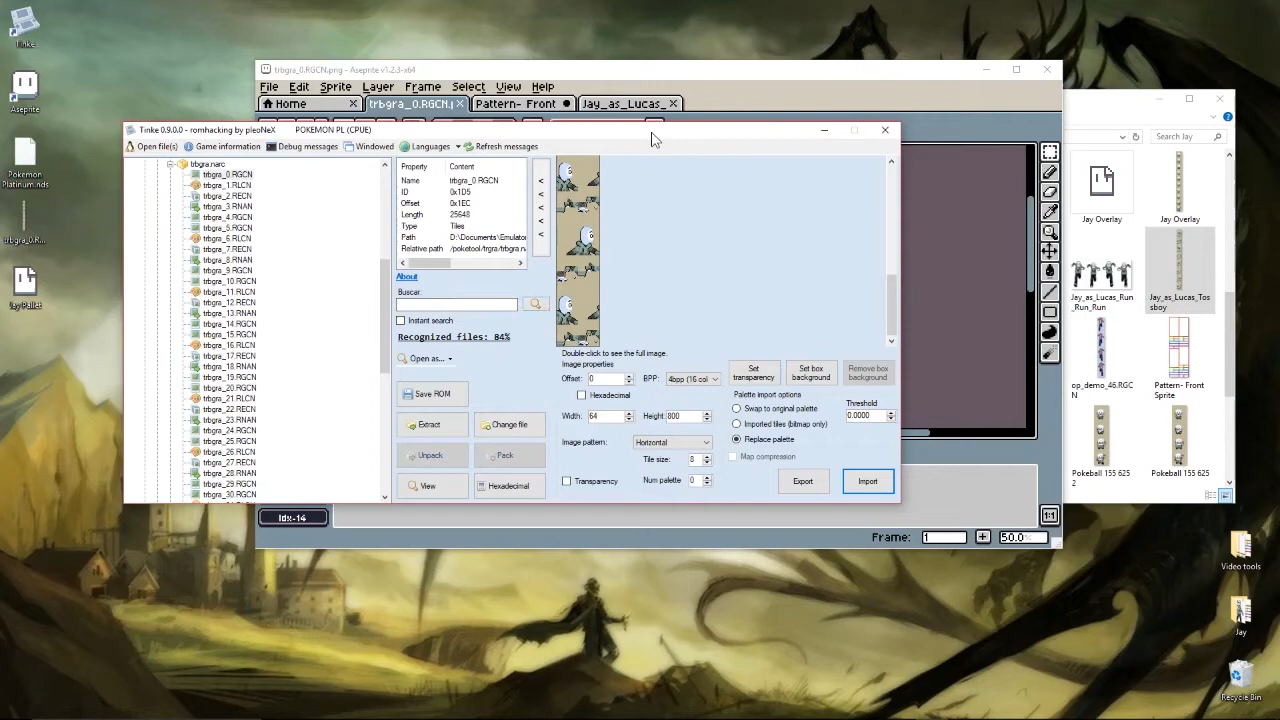 Tinke
Aseprite
Pokemon
Platinum.nds
trbgra_0.R...
Jay Pallet
trbgra_0.RGCN.png - Aseprite v1.2.3-x64
File Edit Sprite Layer Frame Select View Help
Home trbgra_0.RGCN.p Pattern- Front Jay_as_Lucas_
Tinke 0.9.0.0 - romhacking by pleoNeX POKEMON PL (CPUE)
Open file(s) Game information Debug messages Windowed Languages Refresh messages
trbgra.narc
trbgra_0.RGCN
trbgra_1.RLCN
trbgra_2.RECN
trbgra_3.RNAN
trbgra_4.RGCN
trbgra_5.RGCN
trbgra_6.RLCN
trbgra_7.RECN
trbgra_8.RNAN
trbgra_9.RGCN
trbgra_10.RGCN
trbgra_11.RLCN
trbgra_12.RECN
trbgra_13.RNAN
trbgra_14.RGCN
trbgra_15.RGCN
trbgra_16.RLCN
trbgra_17.RECN
trbgra_18.RNAN
trbgra_19.RGCN
trbgra_20.RGCN
trbgra_21.RLCN
trbgra_22.RECN
trbgra_23.RNAN
trbgra_24.RGCN
trbgra_25.RGCN
trbgra_26.RLCN
trbgra_27.RECN
trbgra_28.RNAN
trbgra_29.RGCN
trbgra_30.RGCN
Property Content
Name trbgra_0.RGCN
ID 0x1D5
Offset 0x1EC
Length 25648
Type Tiles
Path D:\Documents\Emulator
Relative path /poketool/trgra/trbgra.na
<
<
<
<
<
About
Buscar:
Instant search
Recognized files: 84%
Open as...
Save ROM
Extract Change file
Unpack Pack
View Hexadecimal
Double-click to see the full image.
Image properties
Offset: 0 BPP: 4bpp (16 col
Hexadecimal
Width: 64 Height: 800
Image pattern: Horizontal
Tile size: 8
Transparency Num palette 0
Set transparency
Set box background
Remove box background
Palette import options
Swap to original palette
Imported tiles (bitmap only)
Replace palette
Map compression
Threshold
0.0000
Export Import
Idx-14
Frame: 1 50.0
1:1
Search Jay
Jay Overlay Jay Overlay
Jay_as_Lucas_Run_Run_Run
Jay_as_Lucas_Tosboy
op_demo_46.RGCN
Pattern- Front Sprite
Pokeball 155 625 2
Pokeball 155 625
Video tools
Jay
Recycle Bin